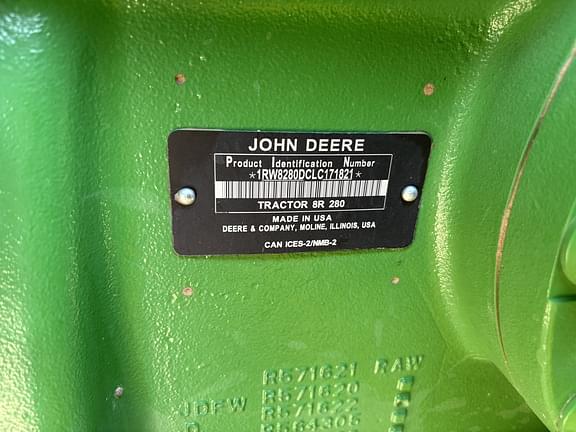 JOHN DEERE
Product Identification Number
*1RW8280DCLC171821*
TRACTOR 8R 280
MADE IN USA
DEERE & COMPANY, MOLINE, ILLINOIS, USA
CAN ICES-2/NMB-2
R571621 RAW
JDFW R571620
R571622
R564305